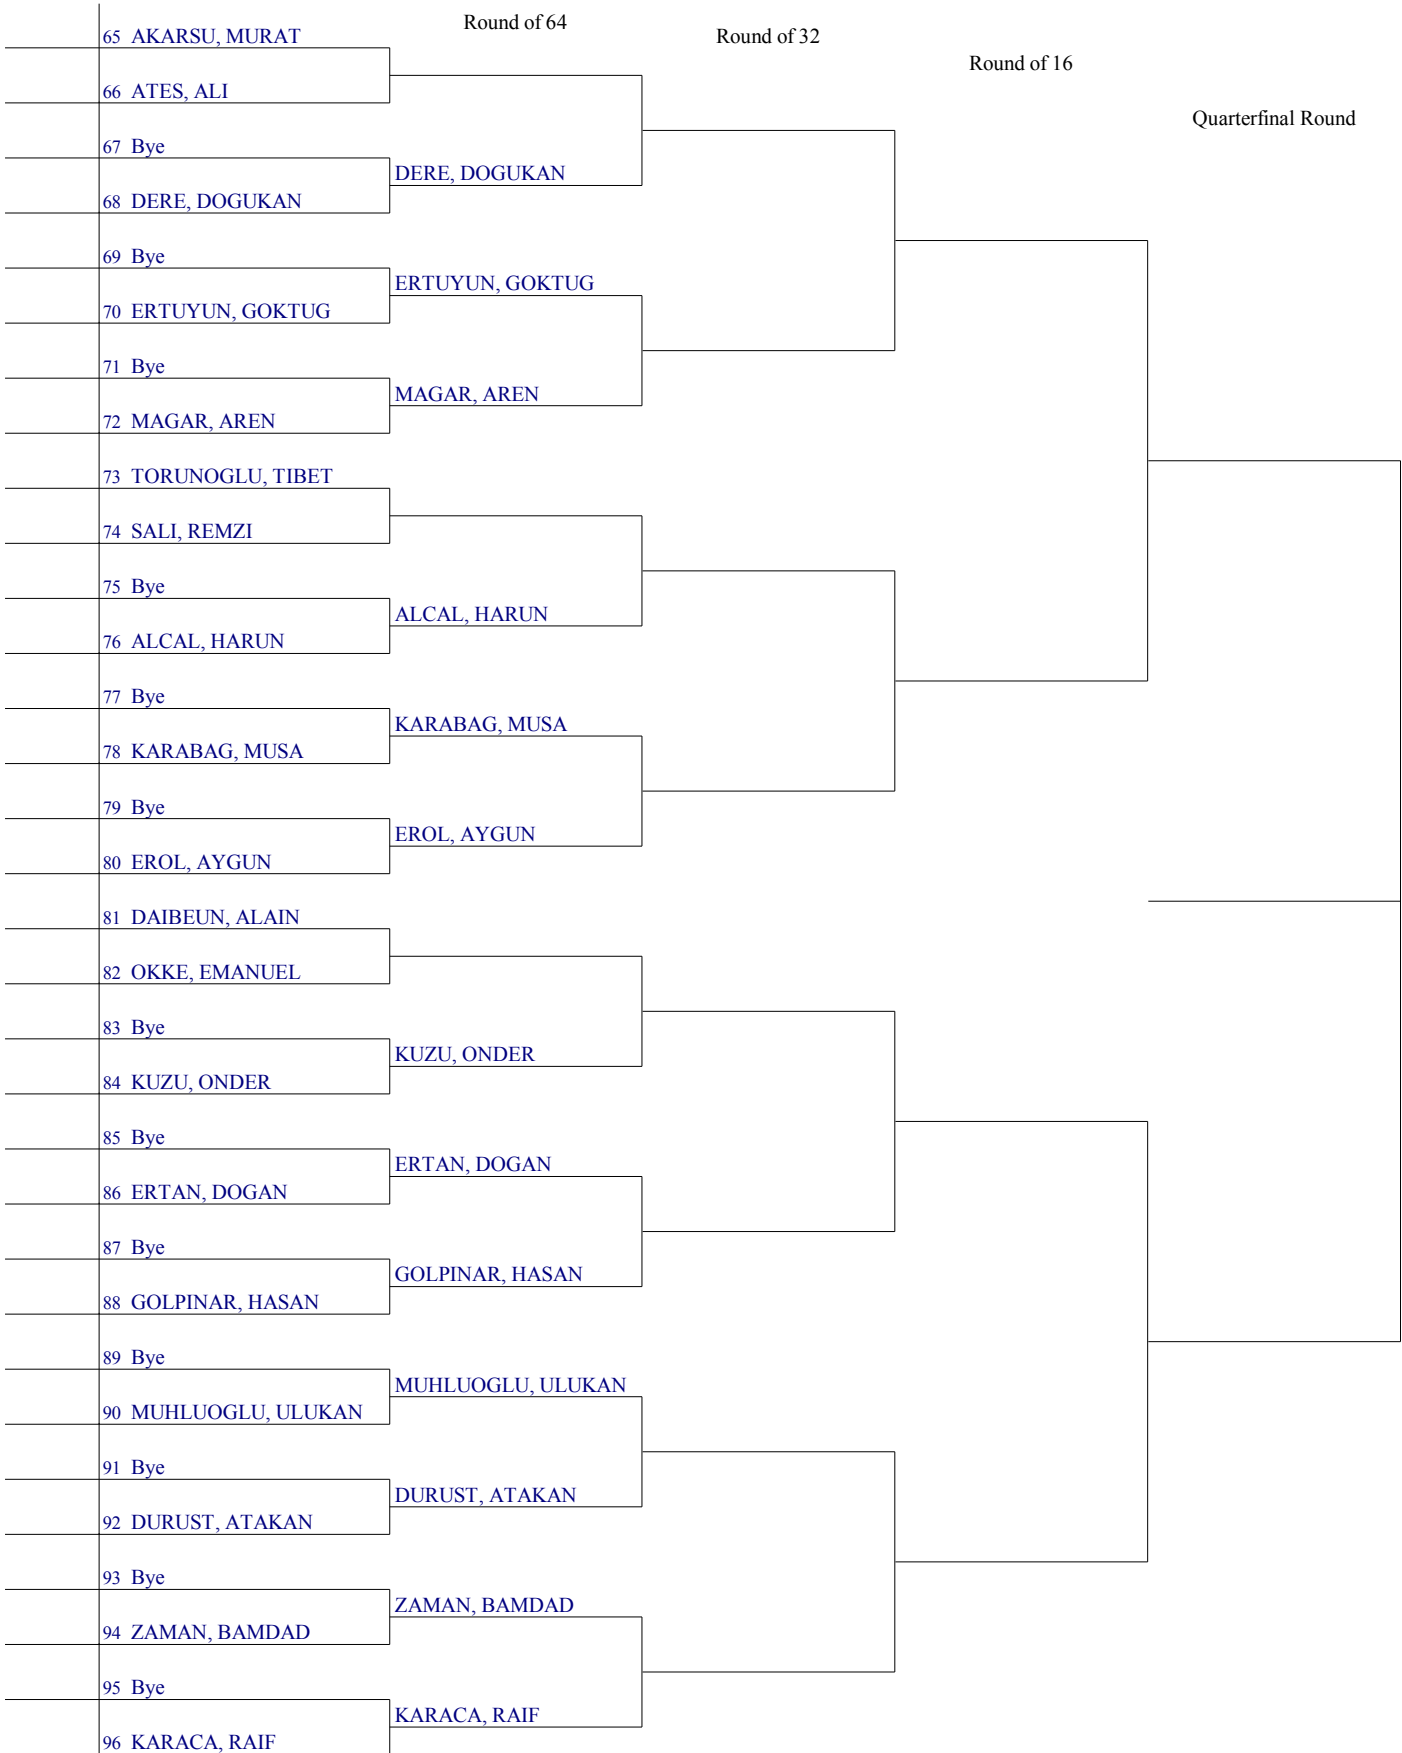 Round of 64
Round of 32
Round of 16
Quarterfinal Round
65 AKARSU, MURAT
66 ATES, ALI
67 Bye
DERE, DOGUKAN
68 DERE, DOGUKAN
69 Bye
ERTUYUN, GOKTUG
70 ERTUYUN, GOKTUG
71 Bye
MAGAR, AREN
72 MAGAR, AREN
73 TORUNOGLU, TIBET
74 SALI, REMZI
75 Bye
ALCAL, HARUN
76 ALCAL, HARUN
77 Bye
KARABAG, MUSA
78 KARABAG, MUSA
79 Bye
EROL, AYGUN
80 EROL, AYGUN
81 DAIBEUN, ALAIN
82 OKKE, EMANUEL
83 Bye
KUZU, ONDER
84 KUZU, ONDER
85 Bye
ERTAN, DOGAN
86 ERTAN, DOGAN
87 Bye
GOLPINAR, HASAN
88 GOLPINAR, HASAN
89 Bye
MUHLUOGLU, ULUKAN
90 MUHLUOGLU, ULUKAN
91 Bye
DURUST, ATAKAN
92 DURUST, ATAKAN
93 Bye
ZAMAN, BAMDAD
94 ZAMAN, BAMDAD
95 Bye
KARACA, RAIF
96 KARACA, RAIF